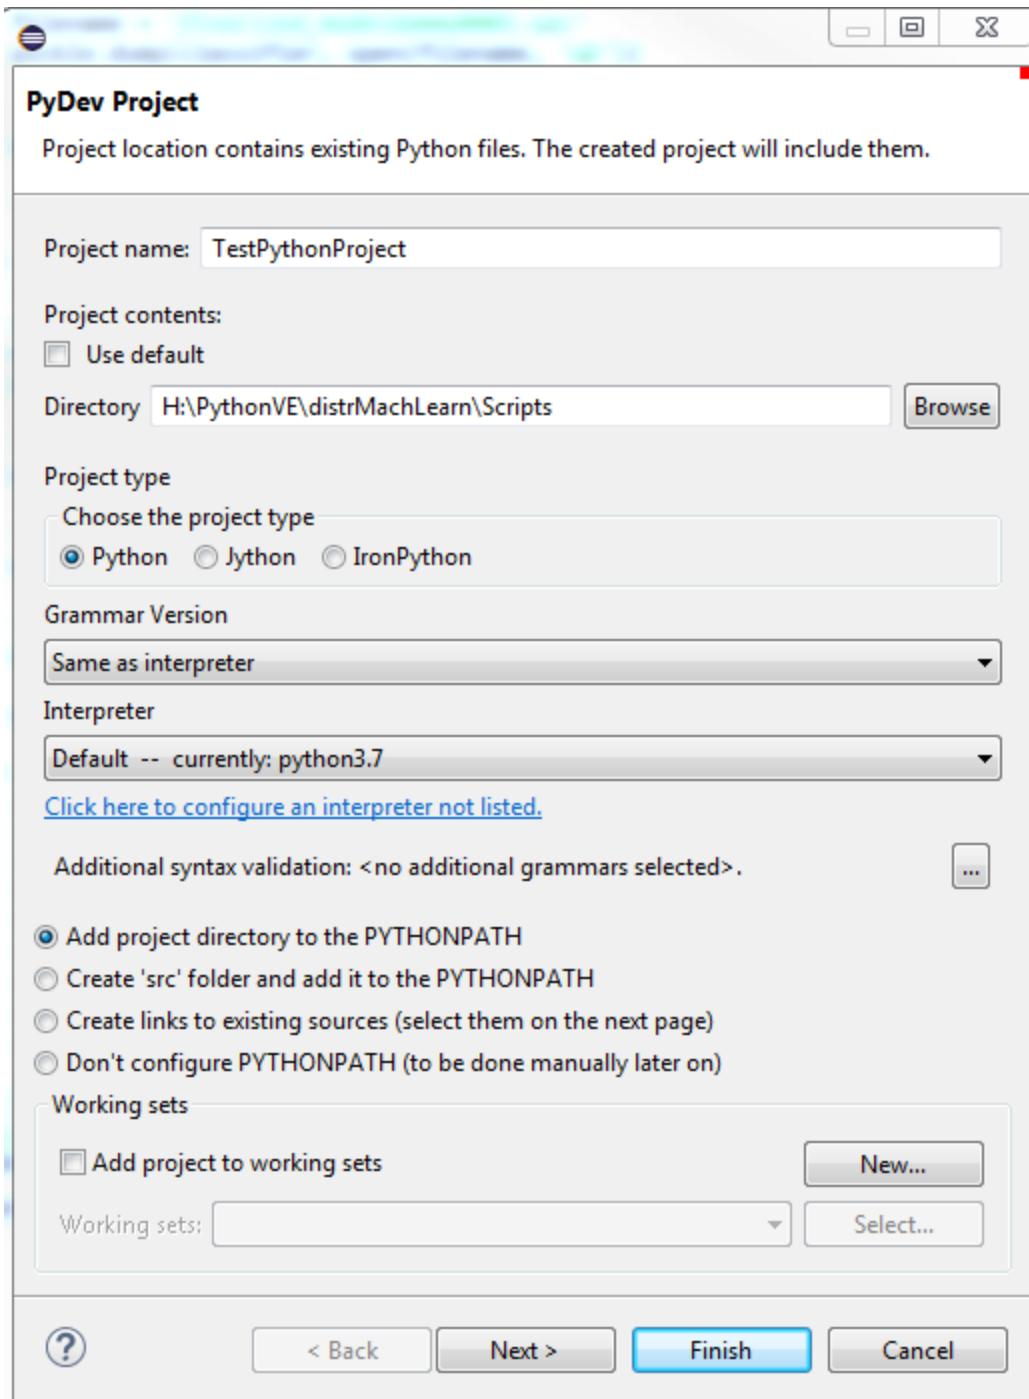 PyDev Project
Project location contains existing Python files. The created project will include them.
Project name: TestPythonProject
Project contents:
Use default
Directory H:\PythonVE\distrMachLearn\Scripts Browse
Project type
Choose the project type
Python Jython IronPython
Grammar Version
Same as interpreter
Interpreter
Default -- currently: python3.7
Click here to configure an interpreter not listed.
Additional syntax validation: <no additional grammars selected>. ...
Add project directory to the PYTHONPATH
Create 'src' folder and add it to the PYTHONPATH
Create links to existing sources (select them on the next page)
Don't configure PYTHONPATH (to be done manually later on)
Working sets
Add project to working sets New...
Working sets: Select...
? < Back Next > Finish Cancel